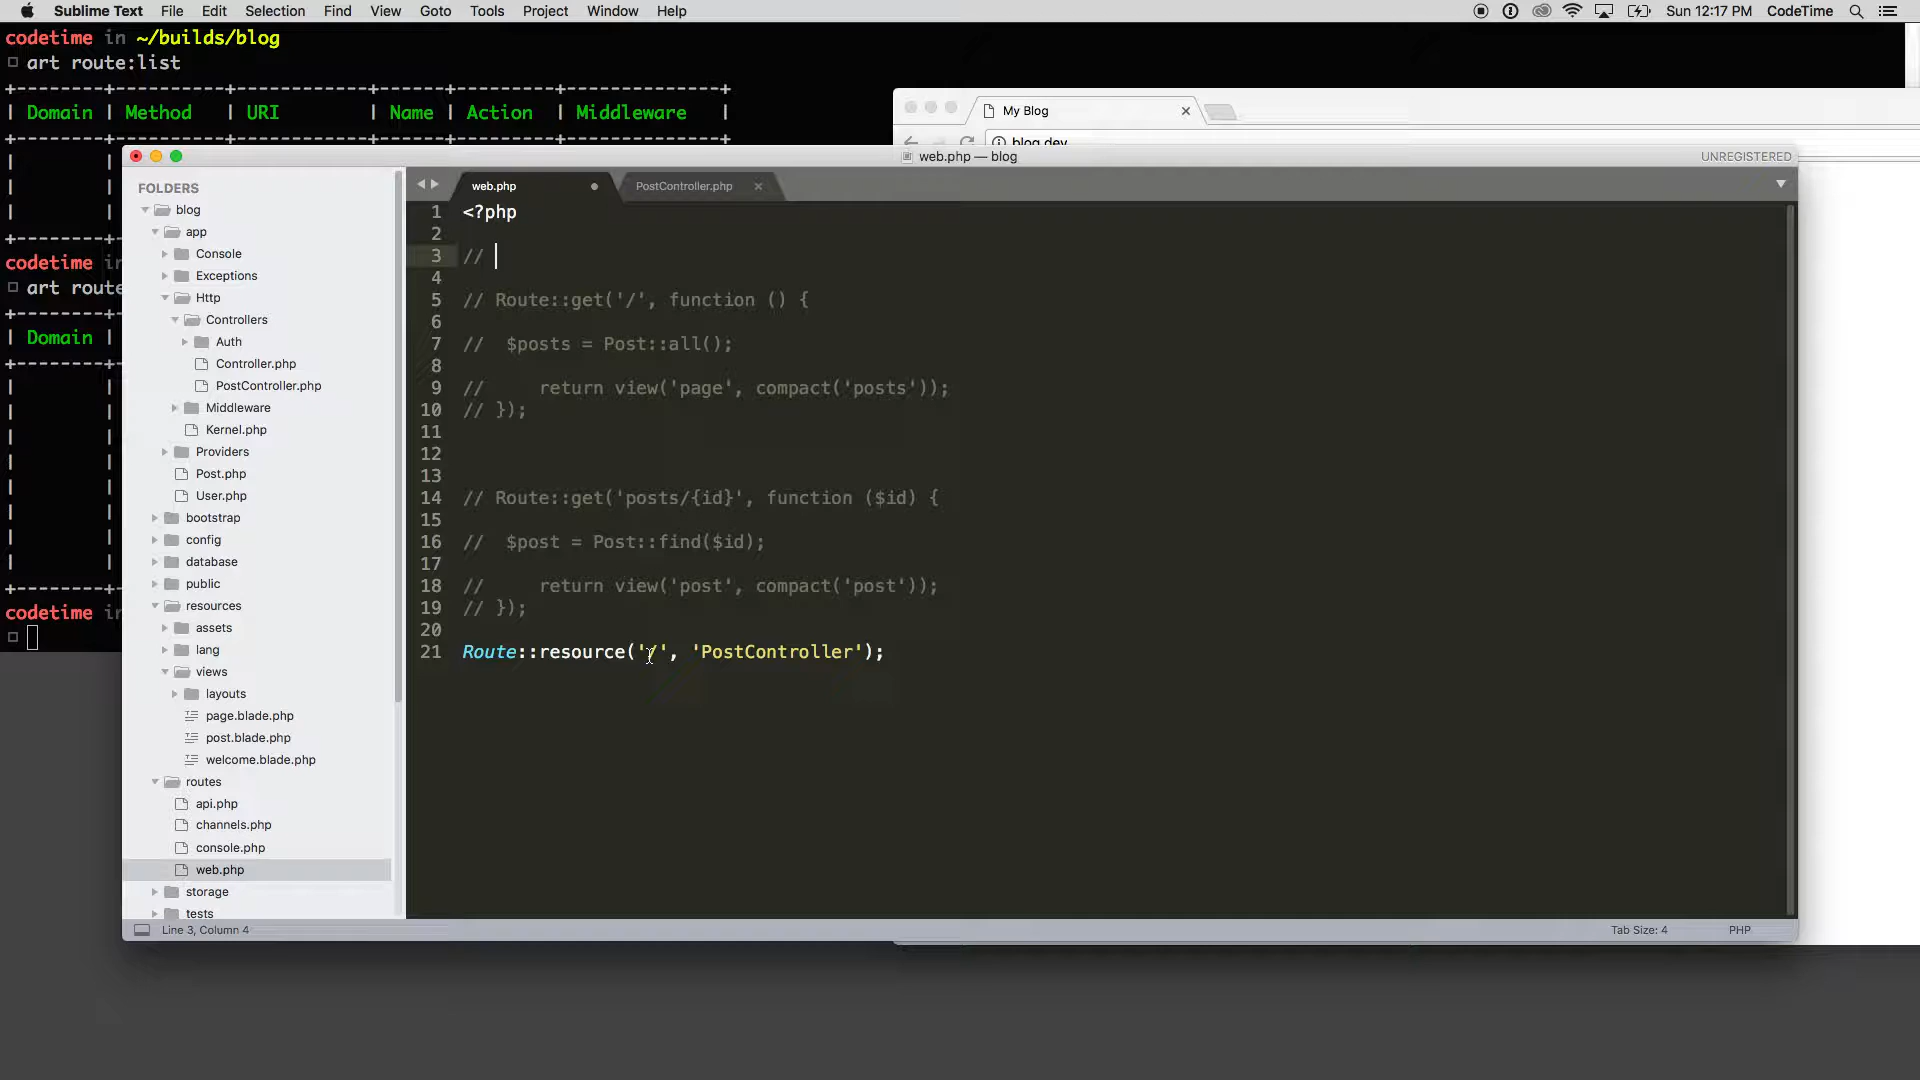 Sublime Text File Edit Selection Find View Goto Tools Project Window Help Sun 12:17 PM CodeTime
codetime in ~/builds/blog
art route:list
| Domain | Method | URI | Name | Action | Middleware |
codetime in
art route
| Domain |
codetime in
My Blog
blog.dev
web.php — blog
UNREGISTERED
FOLDERS
blog
app
Console
Exceptions
Http
Controllers
Auth
Controller.php
PostController.php
Middleware
Kernel.php
Providers
Post.php
User.php
bootstrap
config
database
public
resources
assets
lang
views
layouts
page.blade.php
post.blade.php
welcome.blade.php
routes
api.php
channels.php
console.php
web.php
storage
tests
web.php
PostController.php
1 <?php
2
3 //
4
5 // Route::get('/', function () {
6
7 //  $posts = Post::all();
8
9 //     return view('page', compact('posts'));
10 // });
11
12
13
14 // Route::get('posts/{id}', function ($id) {
15
16 //  $post = Post::find($id);
17
18 //     return view('post', compact('post'));
19 // });
20
21 Route::resource('/', 'PostController');
Line 3, Column 4
Tab Size: 4
PHP